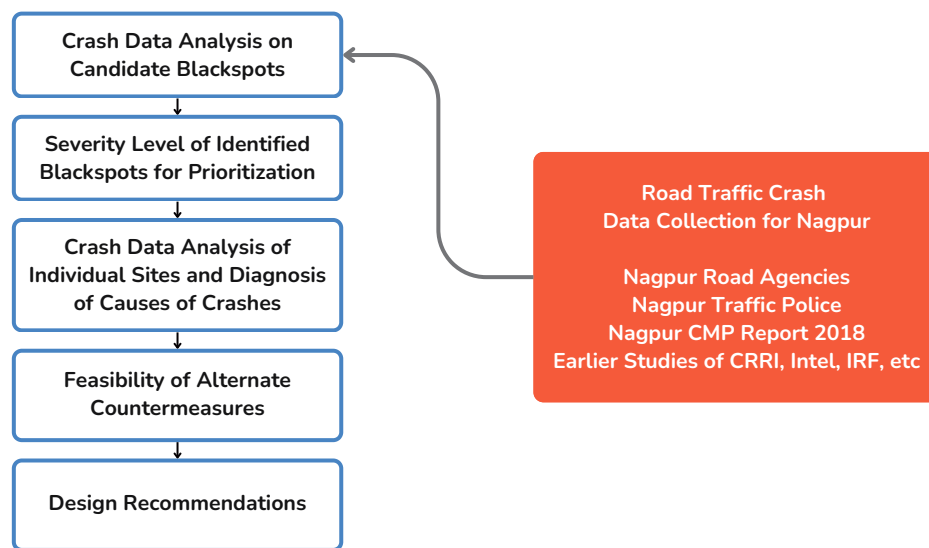 Crash Data Analysis on
Candidate Blackspots
Severity Level of Identified
Blackspots for Prioritization
Crash Data Analysis of
Individual Sites and Diagnosis
of Causes of Crashes
Feasibility of Alternate
Countermeasures
Design Recommendations
Road Traffic Crash
Data Collection for Nagpur
Nagpur Road Agencies
Nagpur Traffic Police
Nagpur CMP Report 2018
Earlier Studies of CRRI, Intel, IRF, etc